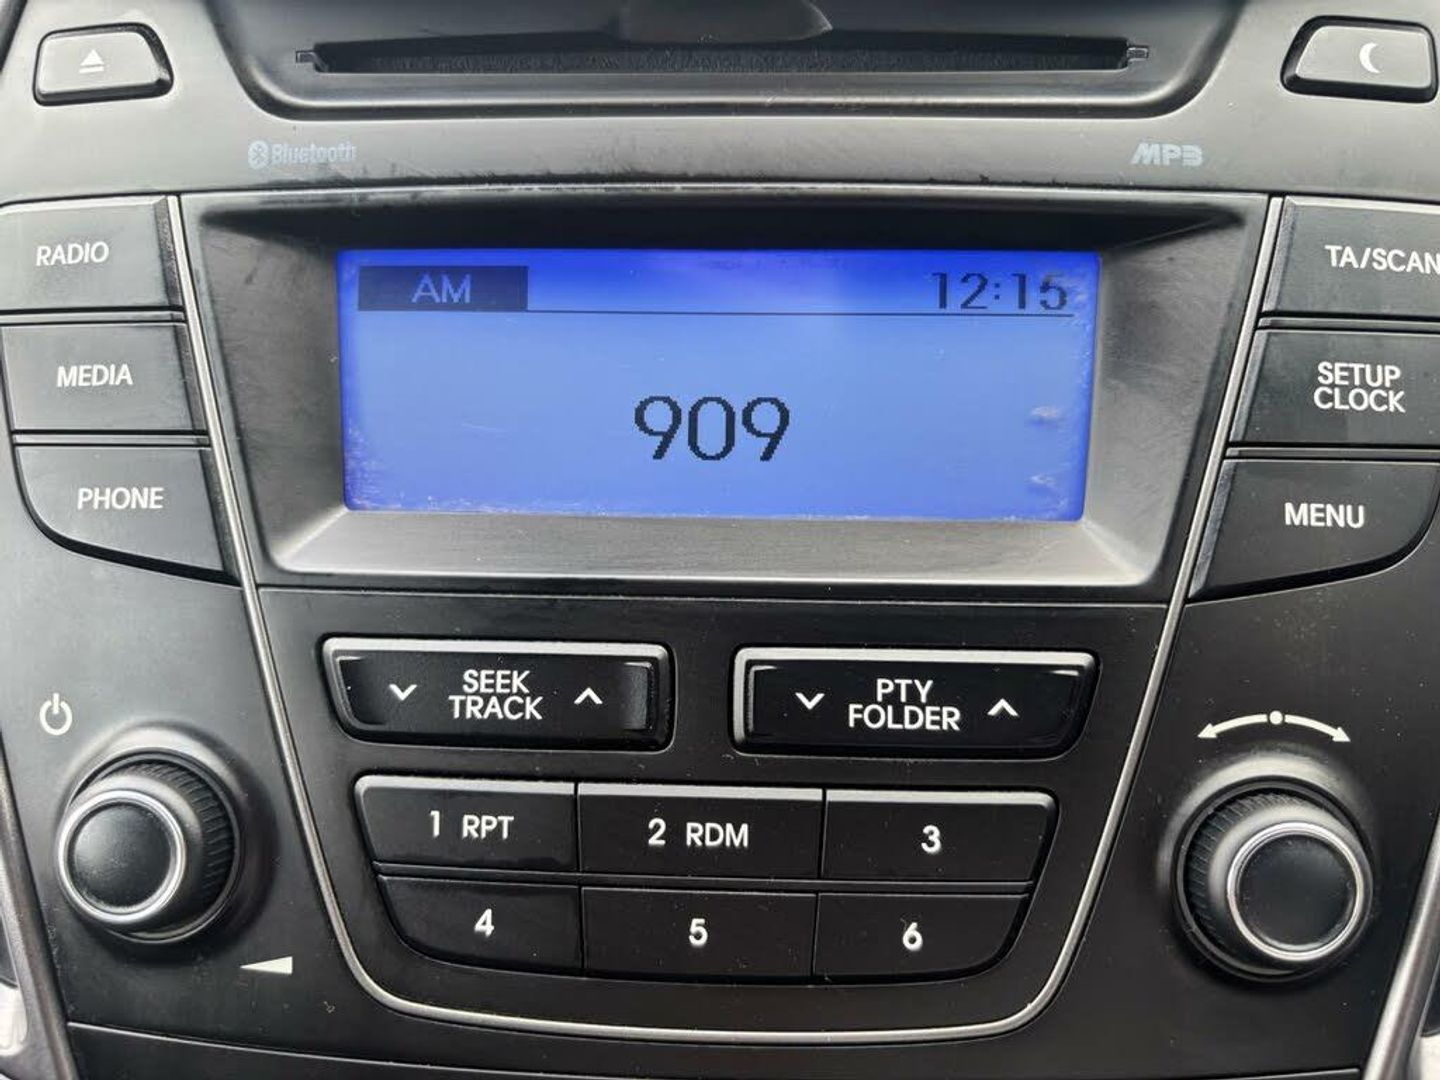 Bluetooth
MP3
RADIO
AM 12:15
TA/SCAN
MEDIA
909
SETUP
CLOCK
PHONE
MENU
SEEK
TRACK
PTY
FOLDER
1 RPT
2 RDM
3
4
5
6